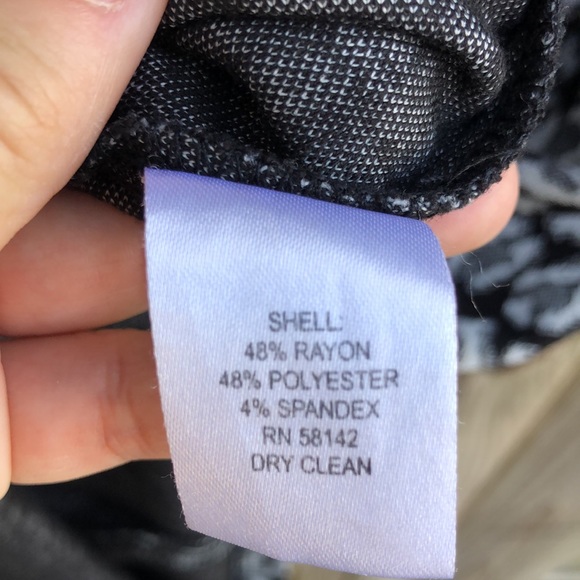 SHELL:
48% RAYON
48% POLYESTER
4% SPANDEX
RN 58142
DRY CLEAN